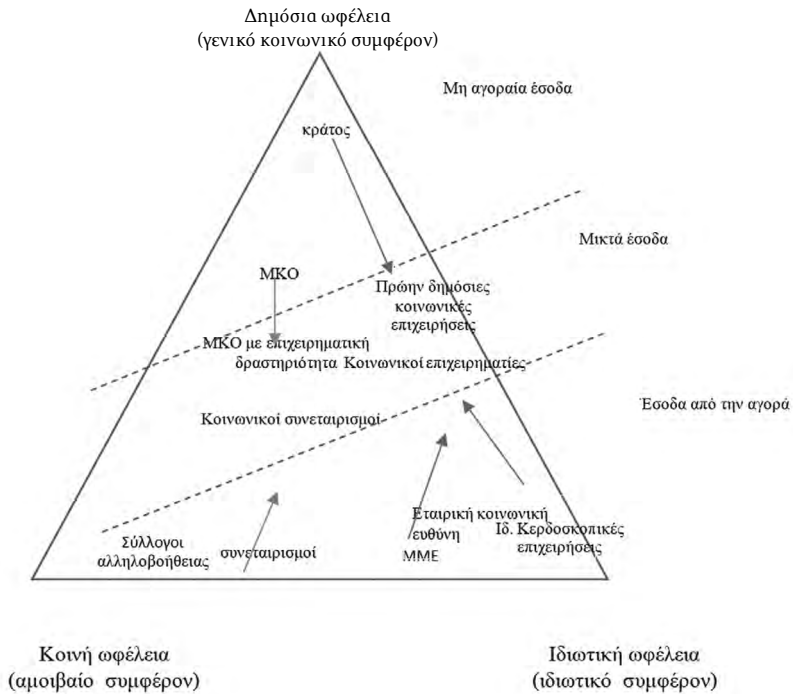 Δημόσια ωφέλεια
(γενικό κοινωνικό συμφέρον)
Μη αγοραία έσοδα
κράτος
Μικτά έσοδα
ΜΚΟ
Πρώην δημόσιες
κοινωνικές
επιχειρήσεις
ΜΚΟ με επιχειρηματική
δραστηριότητα Κοινωνικοί επιχειρηματίες
Έσοδα από την αγορά
Κοινωνικοί συνεταιρισμοί
Εταιρική κοινωνική
ευθύνη
Ιδ. Κερδοσκοπικές
επιχειρήσεις
Σύλλογοι
αλληλοβοήθειας
συνεταιρισμοί
ΜΜΕ
Κοινή ωφέλεια
(αμοιβαίο συμφέρον)
Ιδιωτική ωφέλεια
(ιδιωτικό συμφέρον)